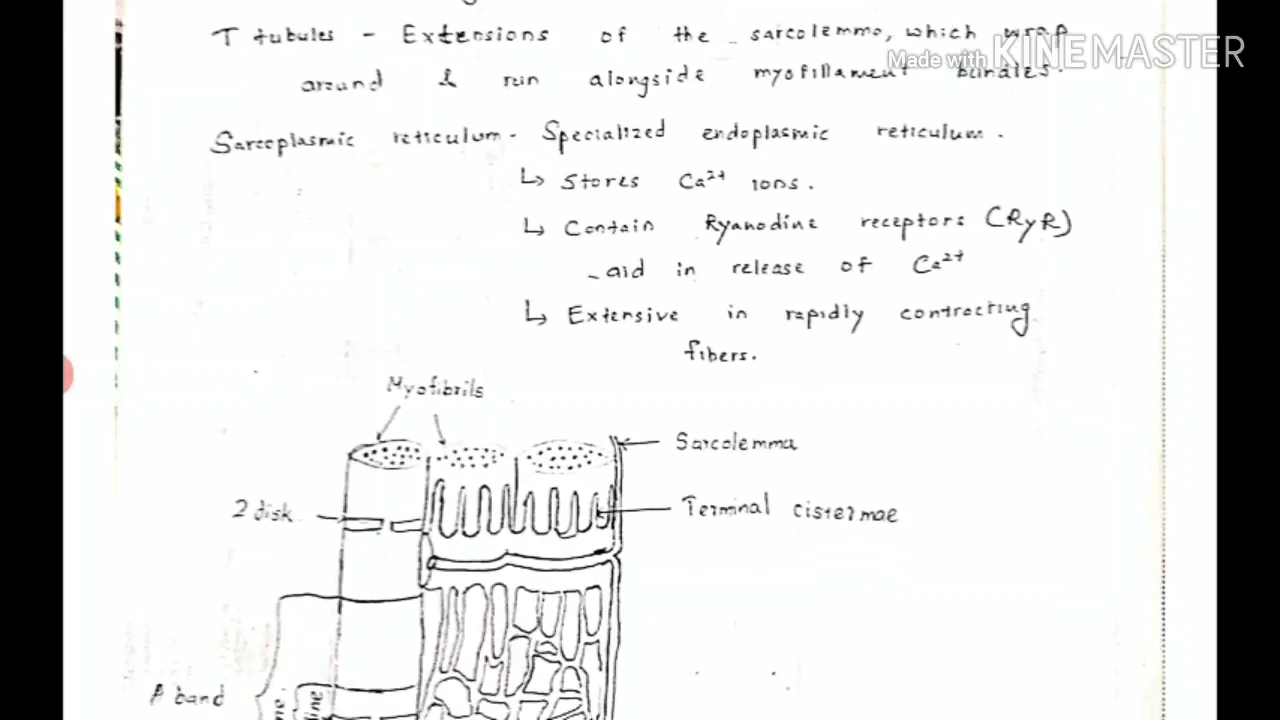 T tubules - Extensions of the sarcolemma, which wrap
Made with KINEMASTER
around & run alongside myofillament bundles.
Sarcoplasmic reticulum - Specialized endoplasmic reticulum.
↳ Stores Ca²⁺ ions.
↳ Contain Ryanodine receptors (RyR)
- aid in release of Ca²⁺
↳ Extensive in rapidly contracting
fibers.
Myofibrils
Sarcolemma
Z disk
Terminal cisternae
A band